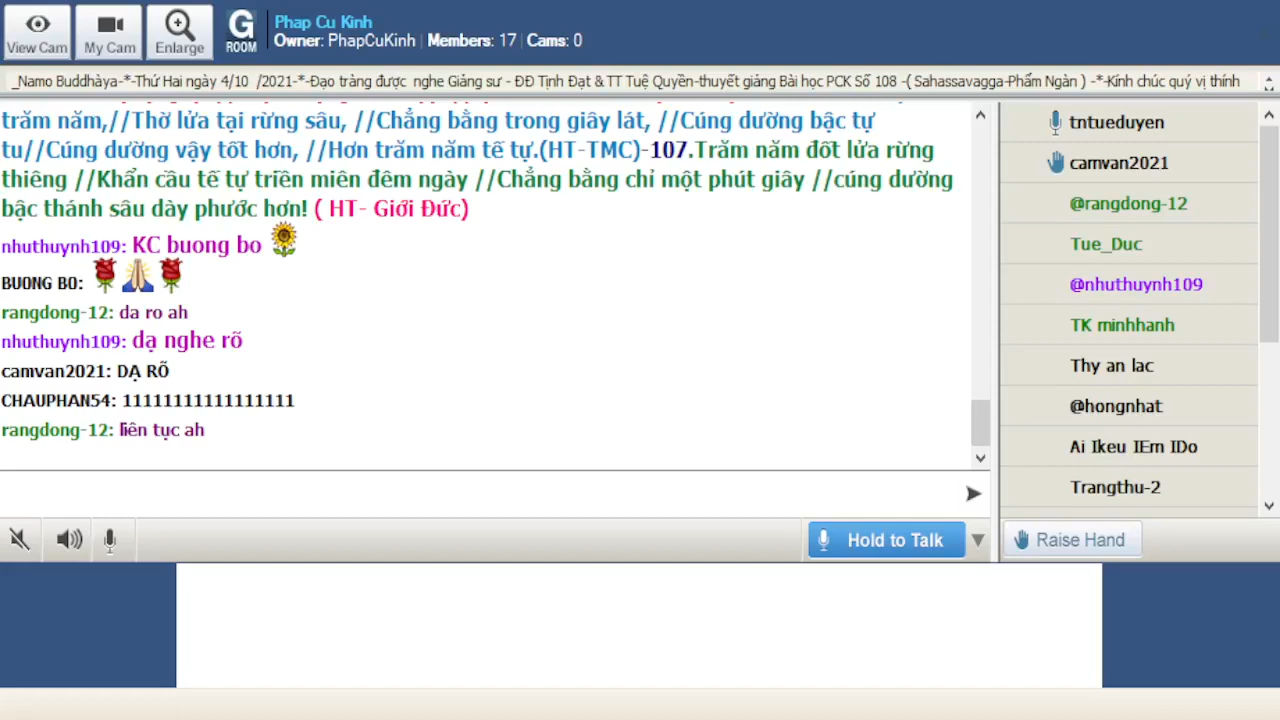 View Cam
My Cam
Enlarge
G
ROOM
Phap Cu Kinh
Owner: PhapCuKinh | Members: 17 | Cams: 0
_Namo Buddhàya-*-Thứ Hai ngày 4/10 /2021-*-Đạo tràng được nghe Giảng sư - ĐĐ Tịnh Đạt & TT Tuệ Quyền-thuyết giảng Bài học PCK Số 108 -( Sahassavagga-Phẩm Ngàn ) -*-Kính chúc quý vị thính
trăm năm,//Thờ lửa tại rừng sâu, //Chẳng bằng trong giây lát, //Cúng dường bậc tự
tu//Cúng dường vậy tốt hơn, //Hơn trăm năm tế tự.(HT-TMC)-107.Trăm năm đốt lửa rừng
thiêng //Khẩn cầu tế tự triền miên đêm ngày //Chẳng bằng chỉ một phút giây //cúng dường
bậc thánh sâu dày phước hơn! ( HT- Giới Đức)
nhuthuynh109: KC buong bo
BUONG BO:
rangdong-12: da ro ah
nhuthuynh109: dạ nghe rõ
camvan2021: DẠ RÕ
CHAUPHAN54: 11111111111111111
rangdong-12: liên tục ah
tntueduyen
camvan2021
@rangdong-12
Tue_Duc
@nhuthuynh109
TK minhhanh
Thy an lac
@hongnhat
Ai Ikeu IEm IDo
Trangthu-2
Hold to Talk
Raise Hand